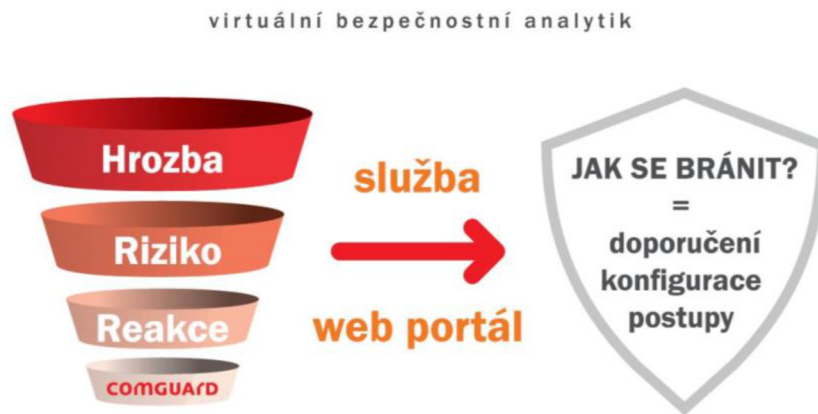 virtuální bezpečnostní analytik
Hrozba
Riziko
Reakce
COMGUARD
služba
web portál
JAK SE BRÁNIT?
=
doporučení
konfigurace
postupy